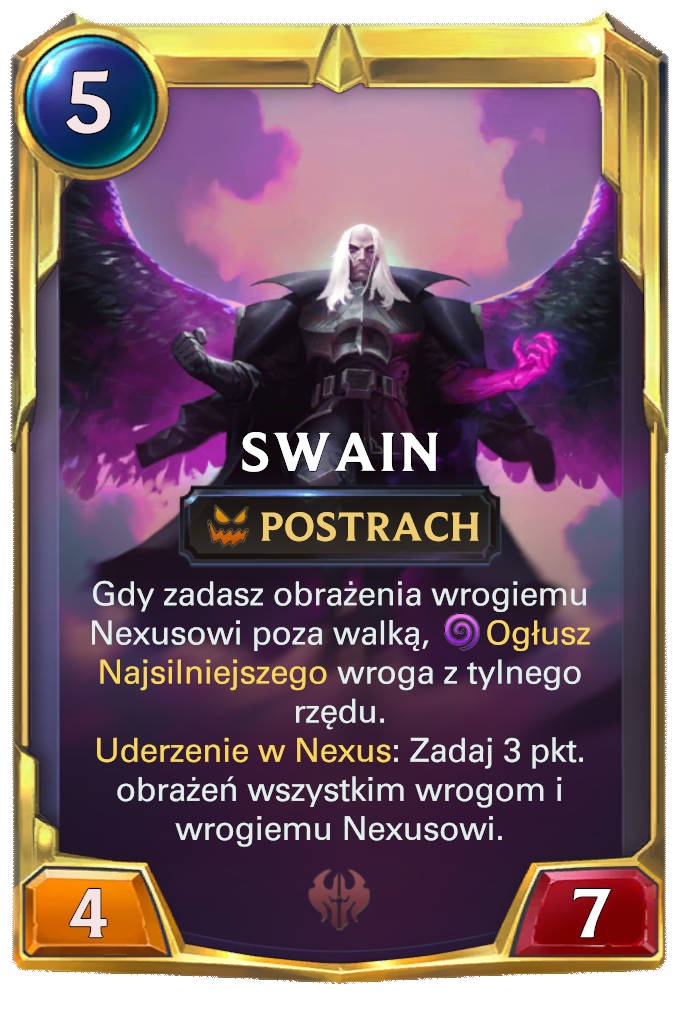 5
SWAIN
POSTRACH
Gdy zadasz obrażenia wrogiemu
Nexusowi poza walką, Ogłusz
Najsilniejszego wroga z tylnego
rzędu.
Uderzenie w Nexus: Zadaj 3 pkt.
obrażeń wszystkim wrogom i
wrogiemu Nexusowi.
4
7